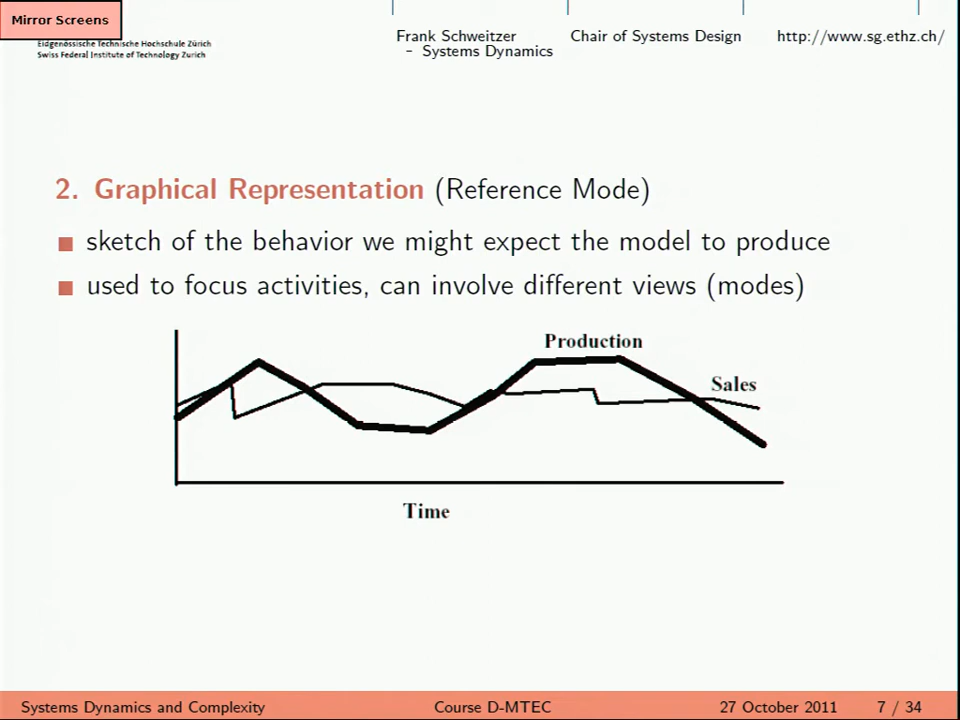 Mirror Screens
Eidgenössische Technische Hochschule Zürich
Swiss Federal Institute of Technology Zurich
Frank Schweitzer
– Systems Dynamics
Chair of Systems Design
http://www.sg.ethz.ch/
2. Graphical Representation (Reference Mode)
sketch of the behavior we might expect the model to produce
used to focus activities, can involve different views (modes)
Production
Sales
Time
Systems Dynamics and Complexity
Course D-MTEC
27 October 2011
7 / 34